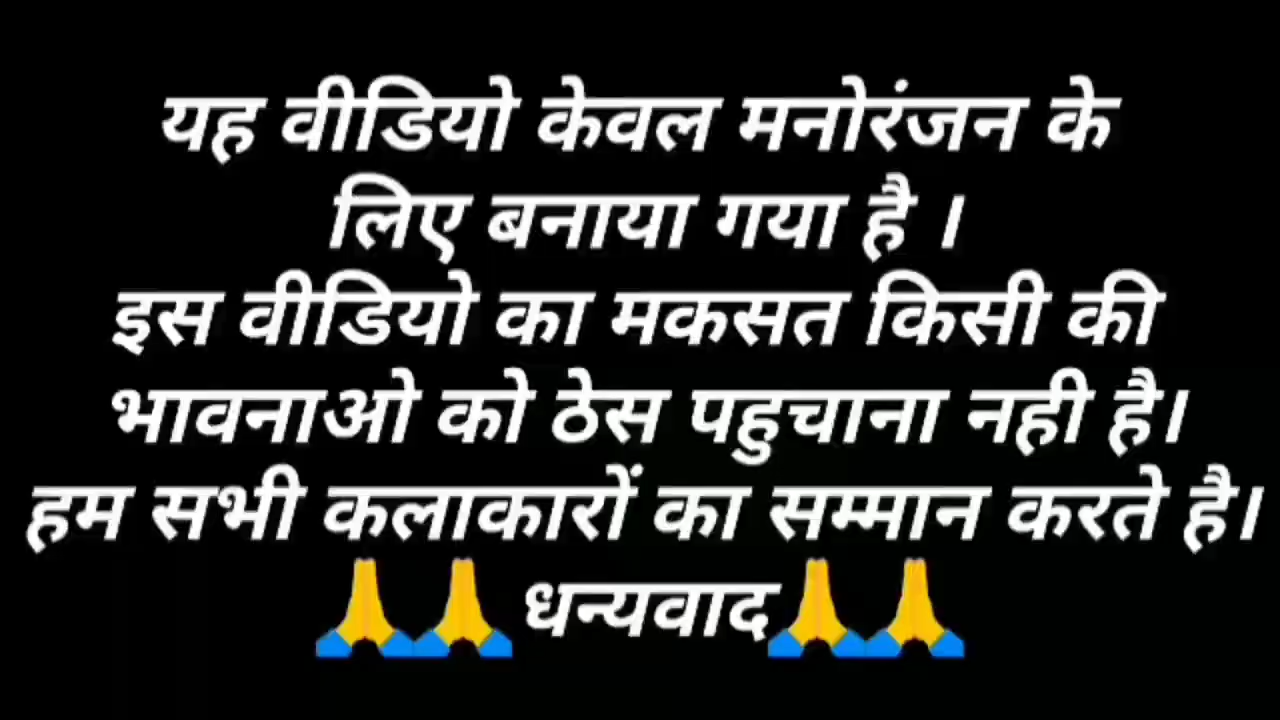 यह वीडियो केवल मनोरंजन के
लिए बनाया गया है ।
इस वीडियो का मकसत किसी की
भावनाओ को ठेस पहुचाना नही है।
हम सभी कलाकारों का सम्मान करते है।
🙏🙏 धन्यवाद🙏🙏